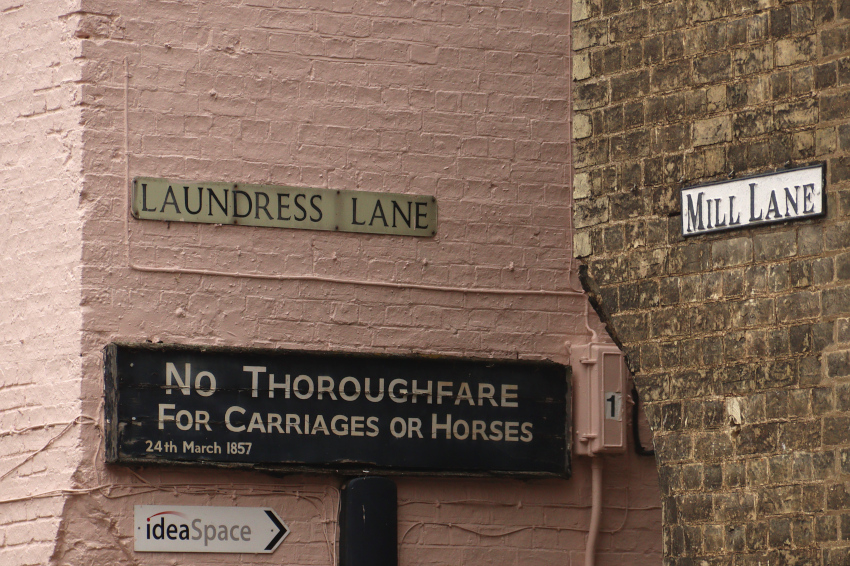 LAUNDRESS LANE
MILL LANE
NO THOROUGHFARE
FOR CARRIAGES OR HORSES
24th March 1857
1
ideaSpace